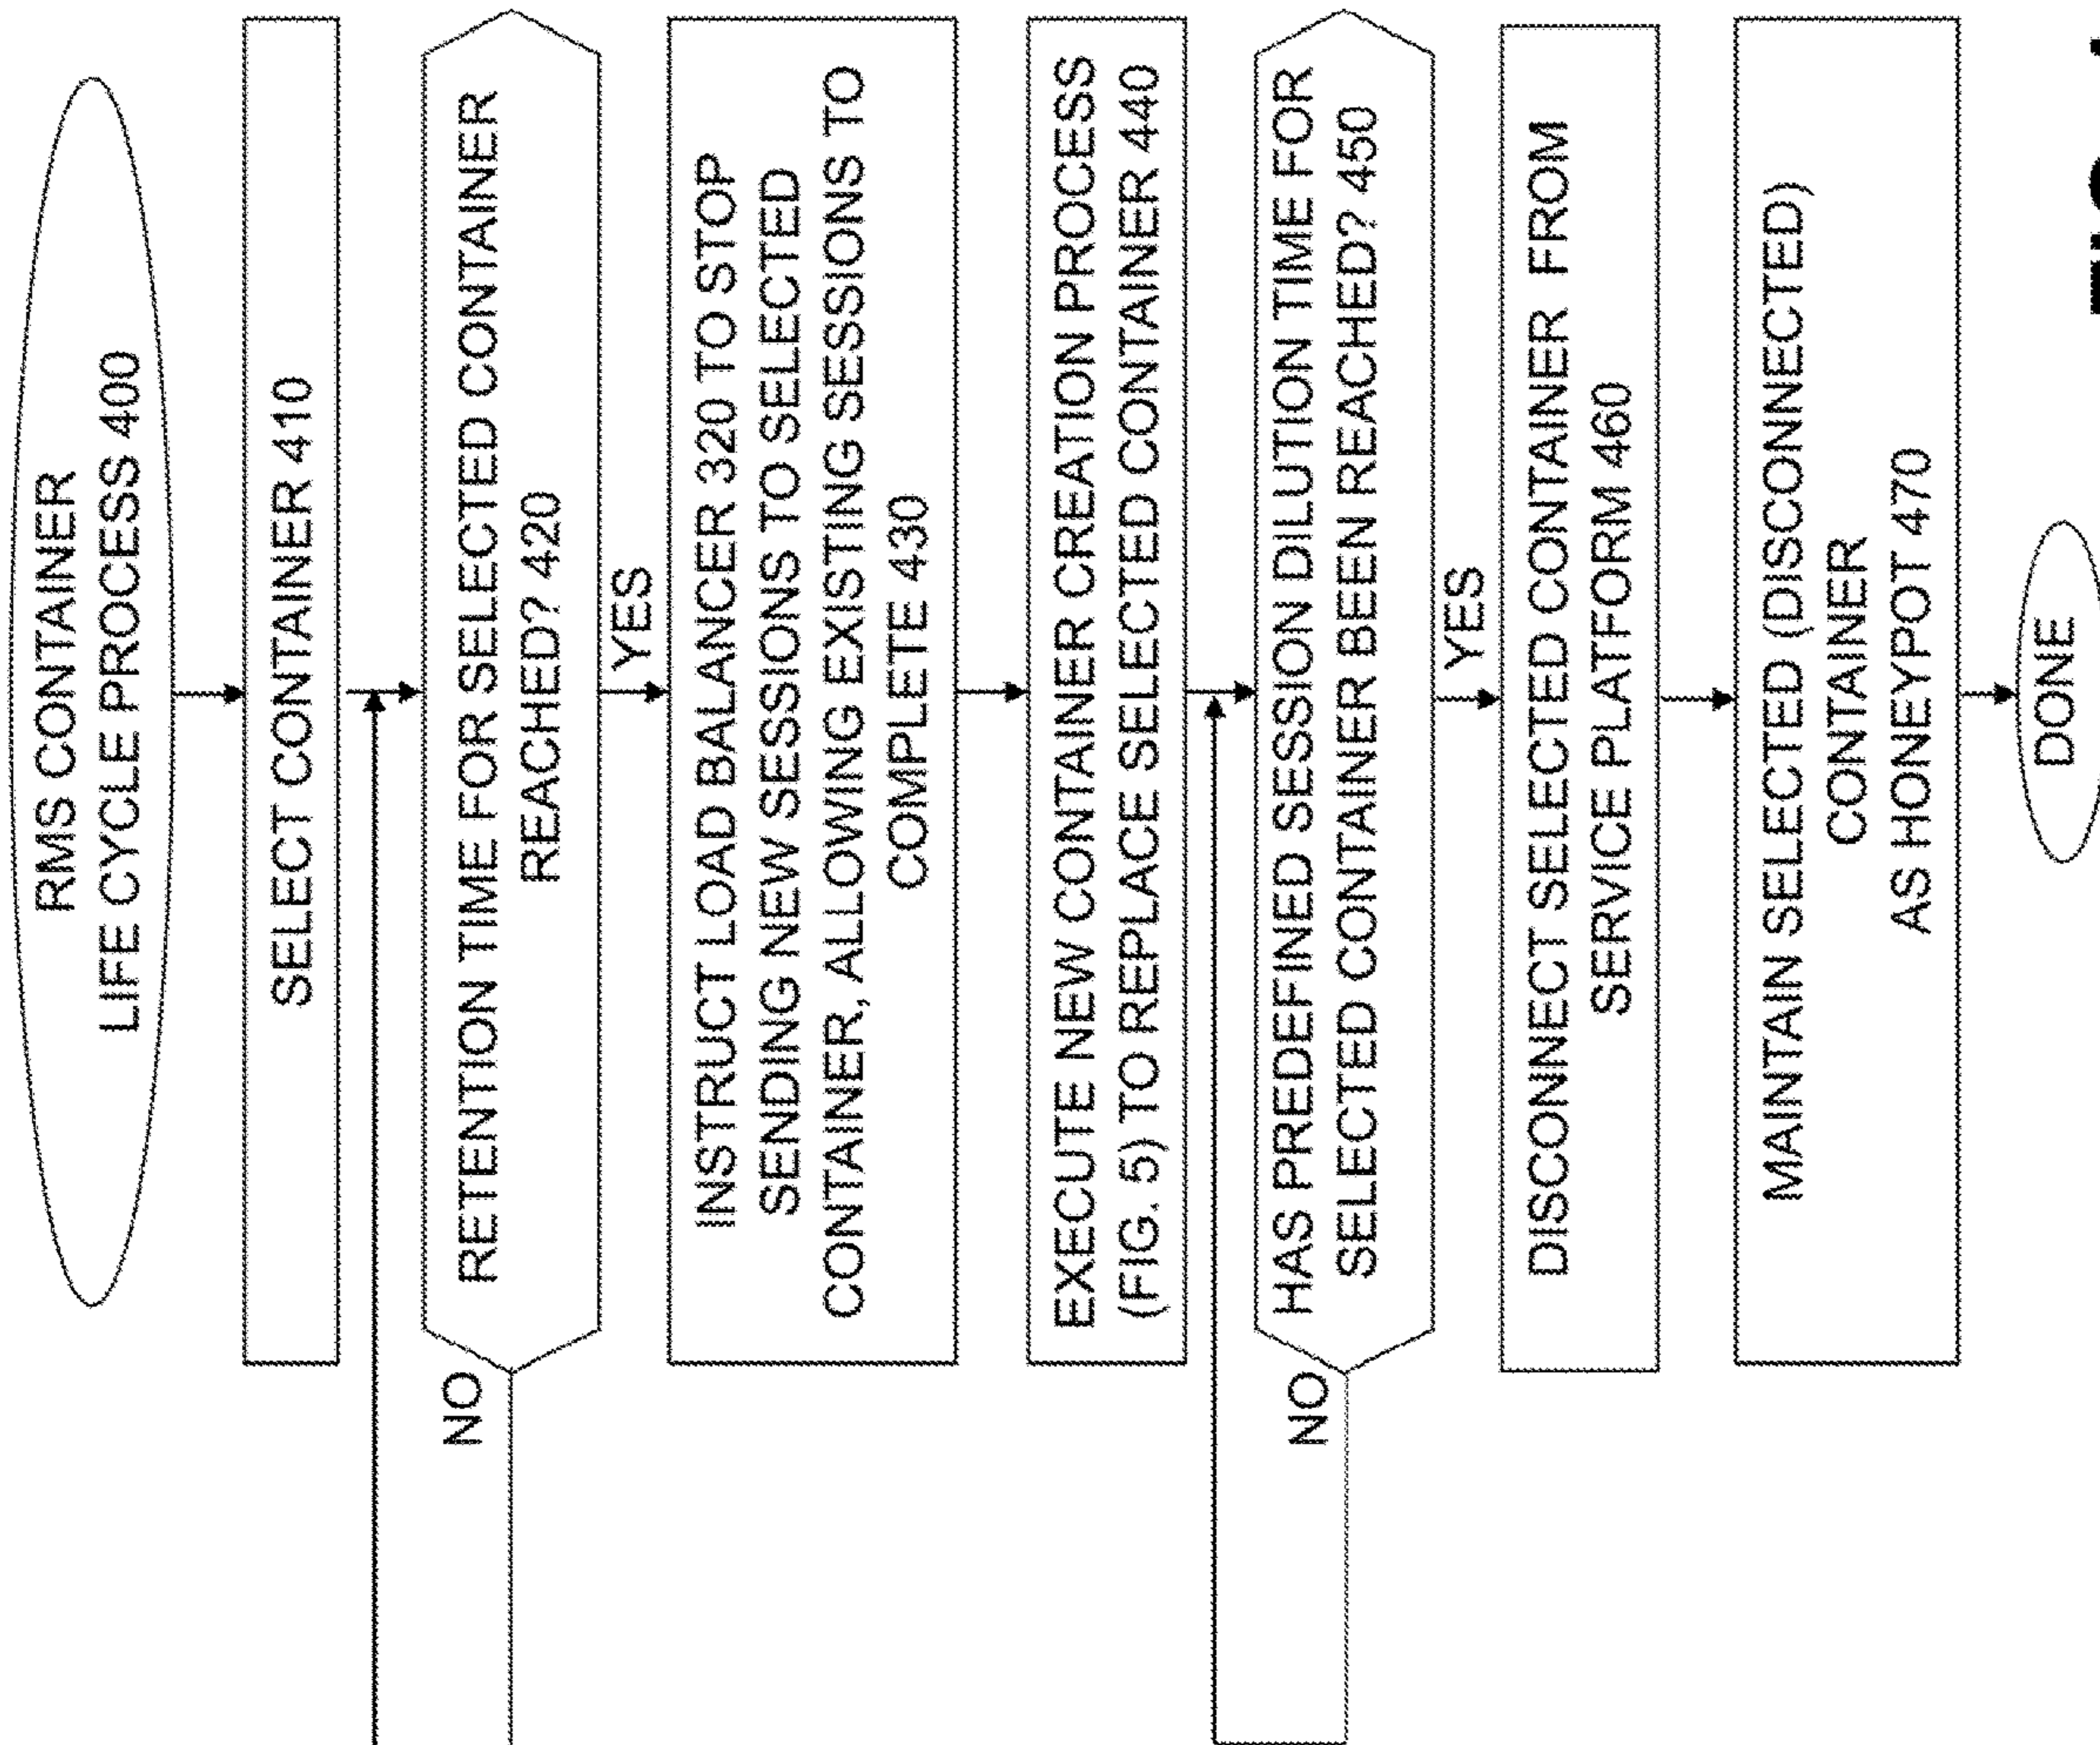 RMS CONTAINER
LIFE CYCLE PROCESS 400
SELECT CONTAINER 410
RETENTION TIME FOR SELECTED CONTAINER
REACHED? 420
NO
YES
INSTRUCT LOAD BALANCER 320 TO STOP
SENDING NEW SESSIONS TO SELECTED
CONTAINER, ALLOWING EXISTING SESSIONS TO
COMPLETE 430
EXECUTE NEW CONTAINER CREATION PROCESS
(FIG. 5) TO REPLACE SELECTED CONTAINER 440
HAS PREDEFINED SESSION DILUTION TIME FOR
SELECTED CONTAINER BEEN REACHED? 450
NO
YES
DISCONNECT SELECTED CONTAINER FROM
SERVICE PLATFORM 460
MAINTAIN SELECTED (DISCONNECTED)
CONTAINER
AS HONEYPOT 470
DONE